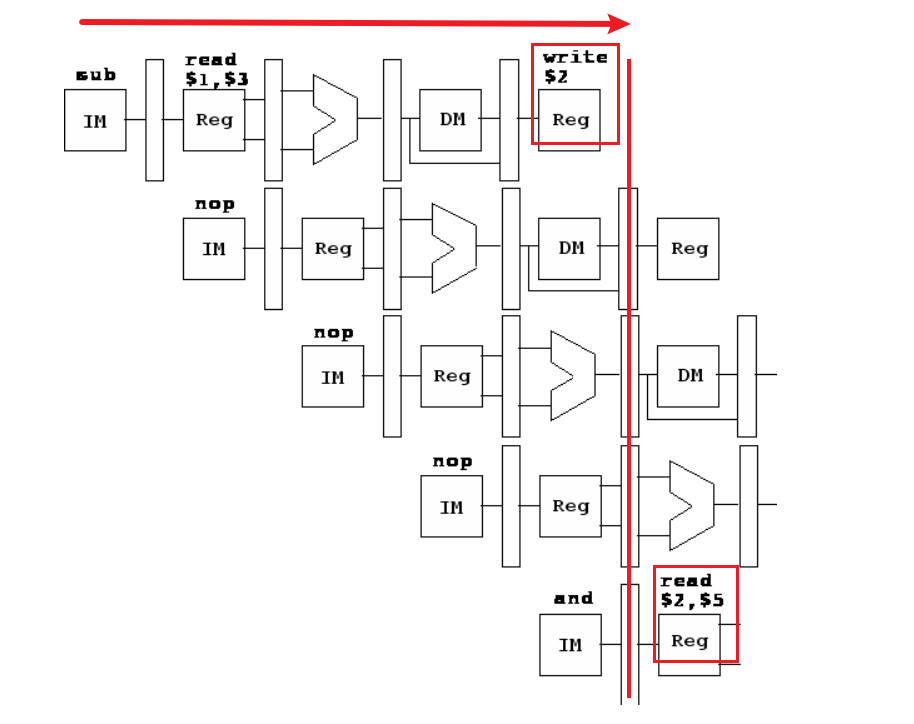 sub
read
$1,$3
write
$2
IM
Reg
DM
Reg
nop
IM
Reg
DM
Reg
nop
IM
Reg
DM
nop
IM
Reg
and
read
$2,$5
IM
Reg